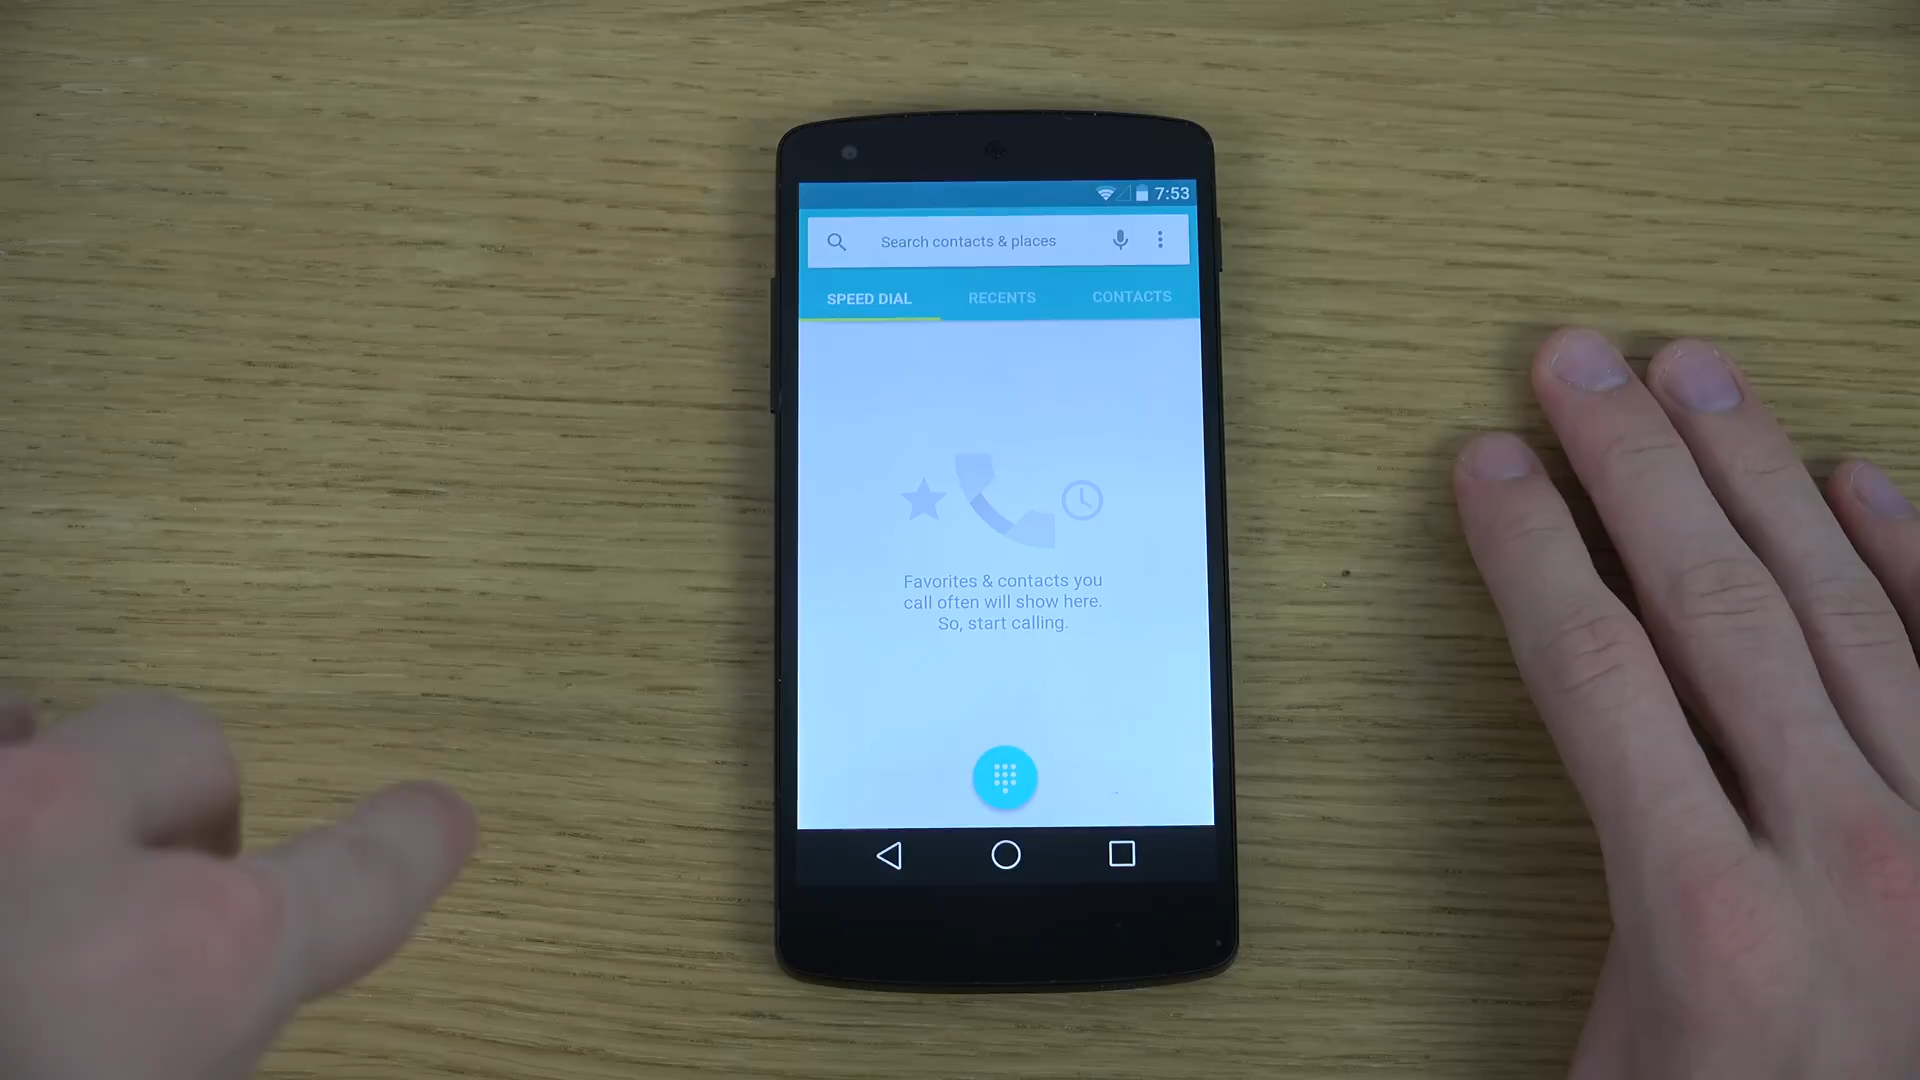 7:53
Search contacts & places
SPEED DIAL RECENTS CONTACTS
Favorites & contacts you
call often will show here.
So, start calling.